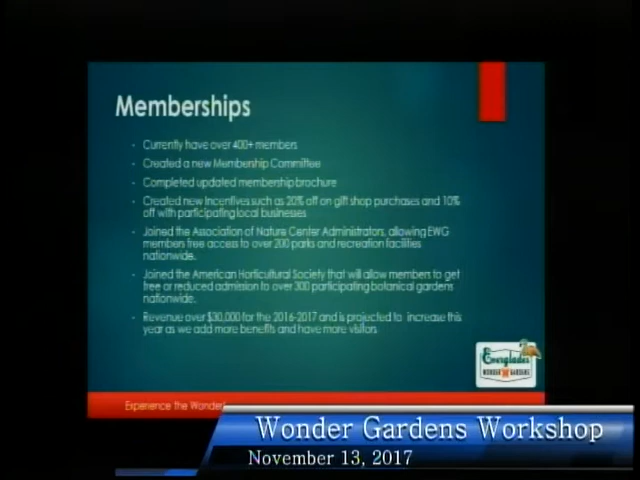 Memberships
Currently have over 400+ members
Created a new Membership Committee
Completed updated membership brochure
Created new Incentives such as 20% off on gift shop purchases and 10%
off with participating local businesses
Joined the Association of Nature Center Administrators, allowing EWG
members free access to over 200 parks and recreation facilities
nationwide.
Joined the American Horticultural Society that will allow members to get
free or reduced admission to over 300 participating botanical gardens
nationwide.
Revenue over $30,000 for the 2016-2017 and is projected to increase this
year as we add more benefits and have more visitors
Everglades
WONDER GARDENS
Experience the Wonder!
Wonder Gardens Workshop
November 13, 2017